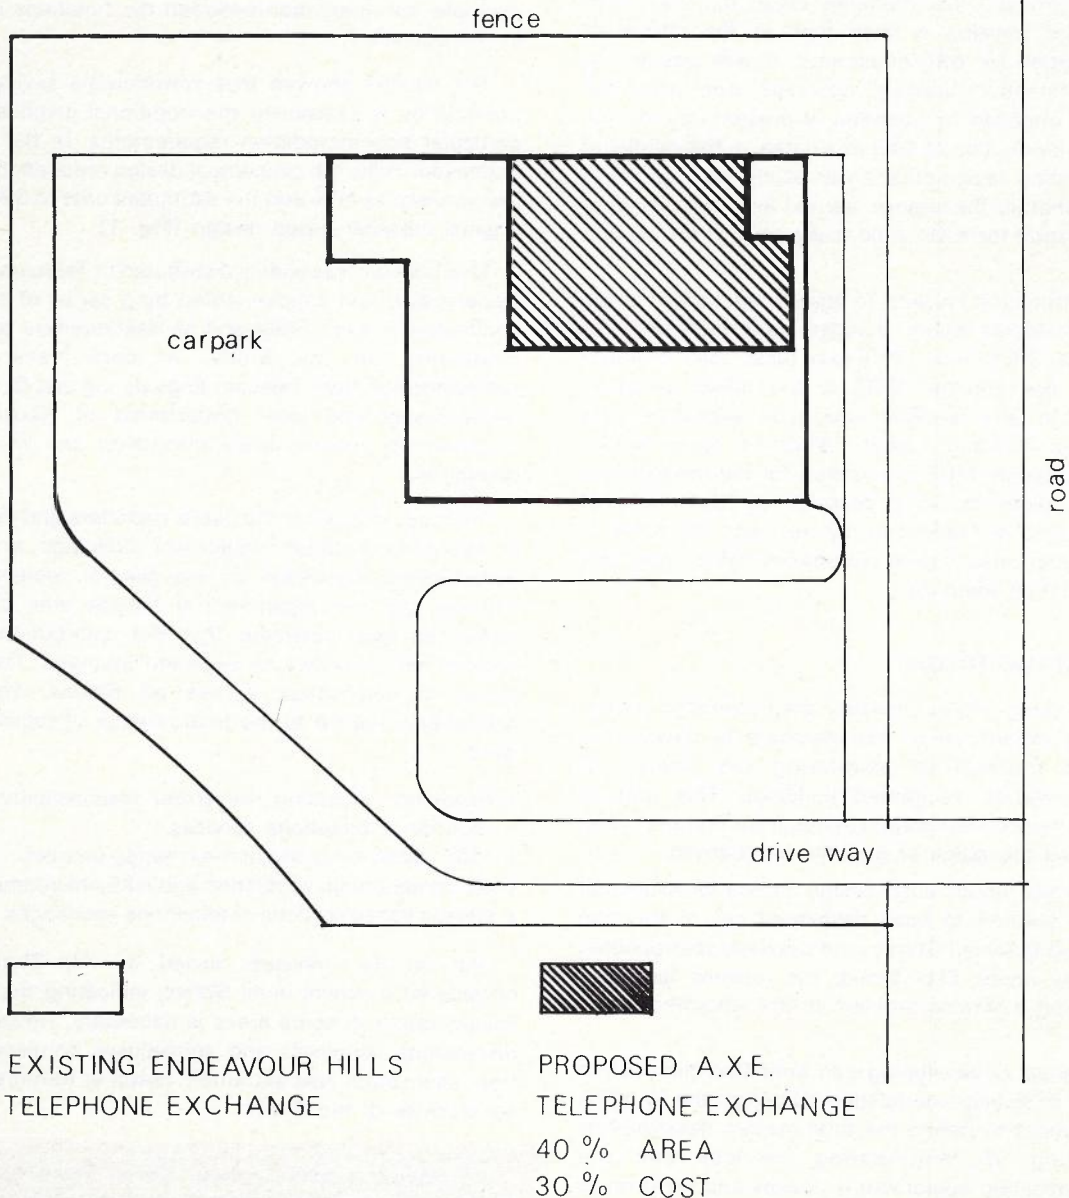 fence
carpark
road
drive way
EXISTING ENDEAVOUR HILLS
TELEPHONE EXCHANGE
PROPOSED A.X.E
TELEPHONE EXCHANGE
40 % AREA
30 % COST